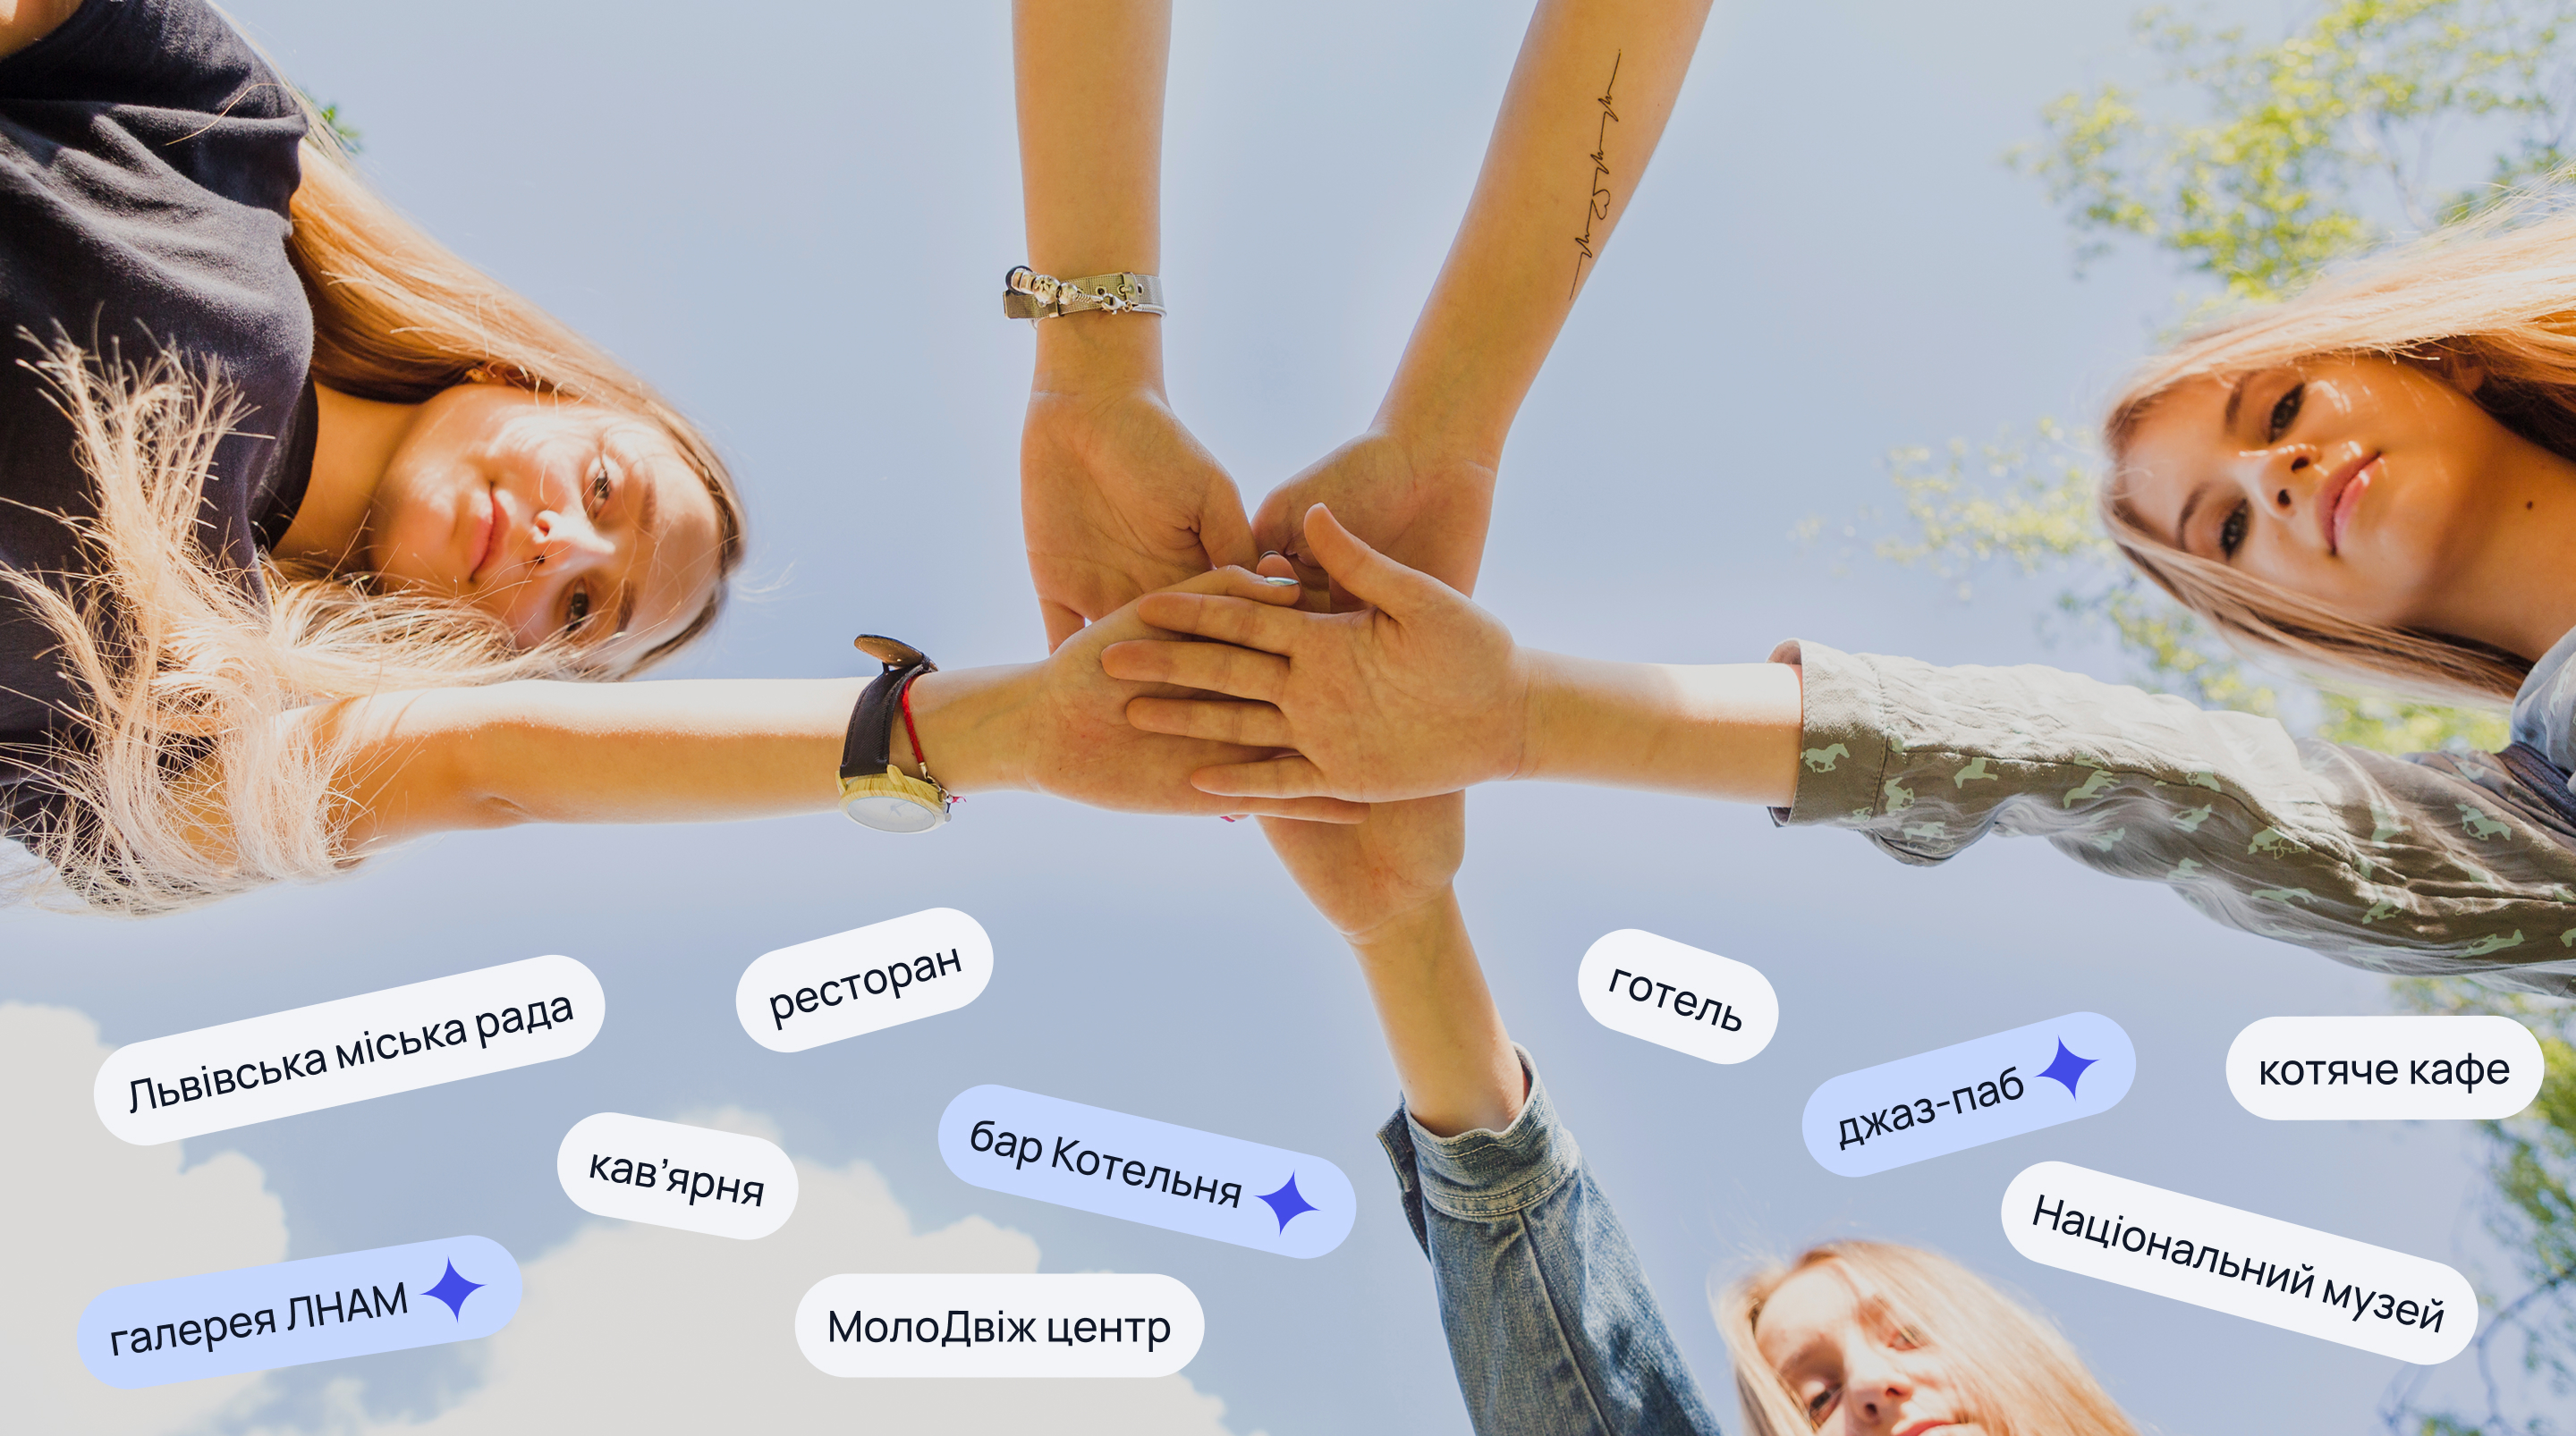 Львівська міська рада
ресторан
готель
джаз-паб
котяче кафе
кав’ярня
бар Котельня
Національний музей
галерея ЛНАМ
МолоДвіж центр